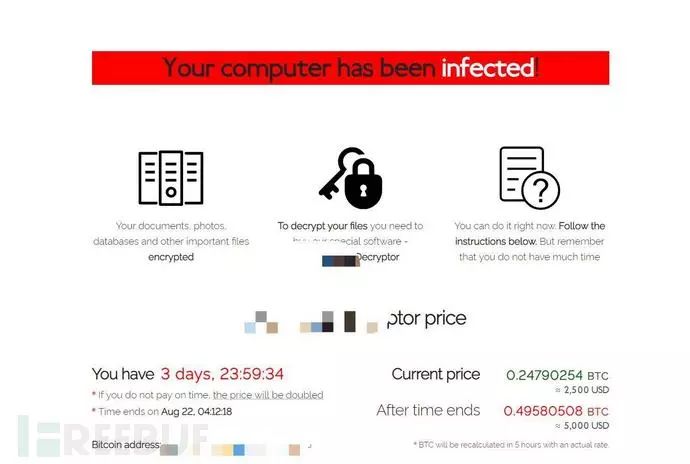 Your computer has been infected!
Your documents, photos,
databases and other important files
encrypted
To decrypt your files you need to
buy our special software -
Decryptor
You can do it right now. Follow the
instructions below. But remember
that you do not have much time
ptor price
You have 3 days, 23:59:34
* If you do not pay on time, the price will be doubled
* Time ends on Aug 22, 04:12:18
Bitcoin address:
Current price 0.24790254 BTC
≈ 2,500 USD
After time ends 0.49580508 BTC
≈ 5,000 USD
* BTC will be recalculated in 5 hours with an actual rate.
FREEBUF